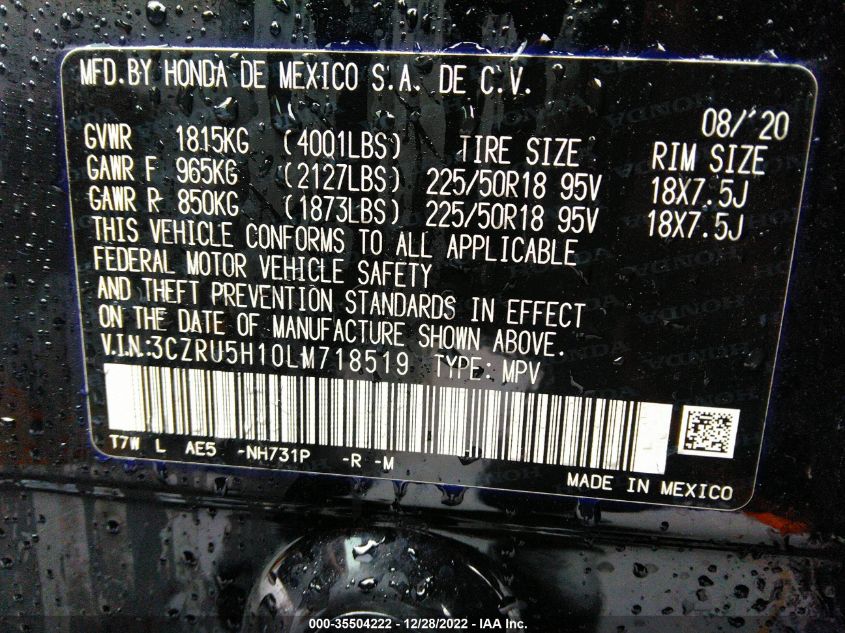 MFD.BY HONDA DE MEXICO S.A. DE C.V.
08/'20
GVWR 1815KG (4001LBS) TIRE SIZE RIM SIZE
GAWR F 965KG (2127LBS) 225/50R18 95V 18X7.5J
GAWR R 850KG (1873LBS) 225/50R18 95V 18X7.5J
THIS VEHICLE CONFORMS TO ALL APPLICABLE
FEDERAL MOTOR VEHICLE SAFETY
AND THEFT PREVENTION STANDARDS IN EFFECT
ON THE DATE OF MANUFACTURE SHOWN ABOVE.
V.I.N.:3CZRU5H10LM718519 TYPE: MPV
T7W L AE5 -NH731P -R -M
MADE IN MEXICO
000-35504222 - 12/28/2022 - IAA Inc.